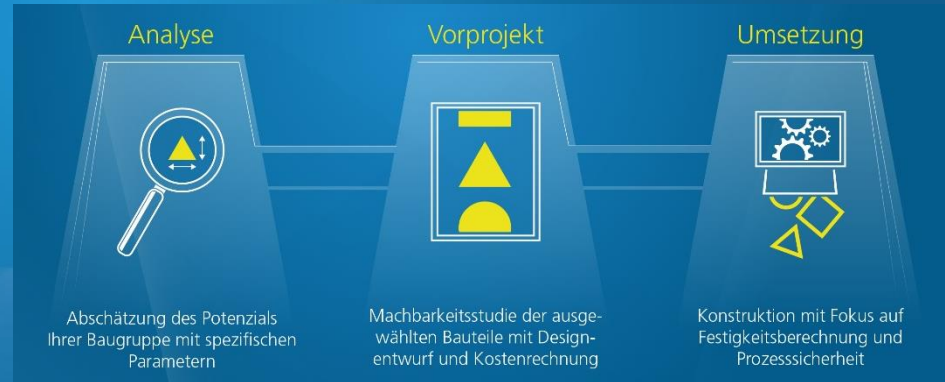 Analyse
Vorprojekt
Umsetzung
Abschätzung des Potenzials
Ihrer Baugruppe mit spezifischen
Parametern
Machbarkeitsstudie der ausge-
wählten Bauteile mit Design-
entwurf und Kostenrechnung
Konstruktion mit Fokus auf
Festigkeitsberechnung und
Prozesssicherheit